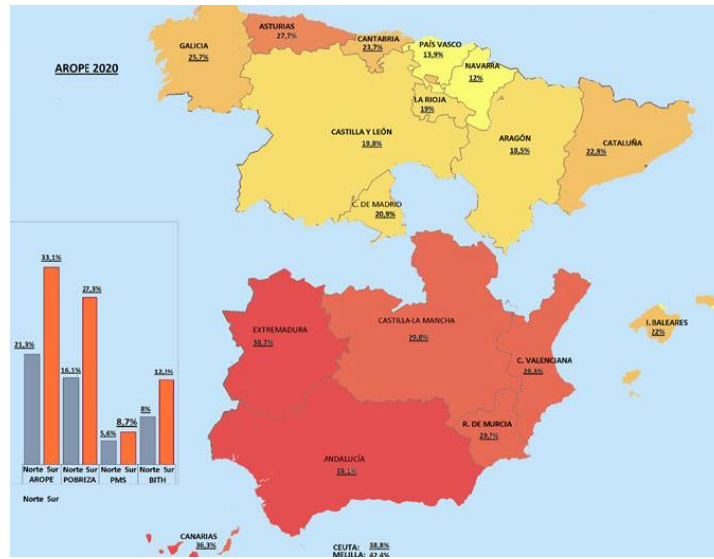 AROPE 2020
GALICIA
25,7%
ASTURIAS
27,7%
CANTABRIA
23,7%
PAÍS VASCO
13,9%
NAVARRA
12%
LA RIOJA
19%
CASTILLA Y LEÓN
19,8%
ARAGÓN
18,5%
CATALUÑA
22,8%
C. DE MADRID
20,9%
EXTREMADURA
38,7%
CASTILLA-LA MANCHA
29,8%
C. VALENCIANA
29,3%
I. BALEARES
22%
R. DE MURCIA
29,7%
ANDALUCÍA
35,1%
CANARIAS
36,3%
CEUTA: 38,8%
MELILLA: 42,4%
33,1%
27,3%
21,3%
16,1%
12,2%
8,7%
8%
5,6%
Norte Sur Norte Sur Norte Sur Norte Sur
AROPE POBREZA PMS BITH
Norte Sur